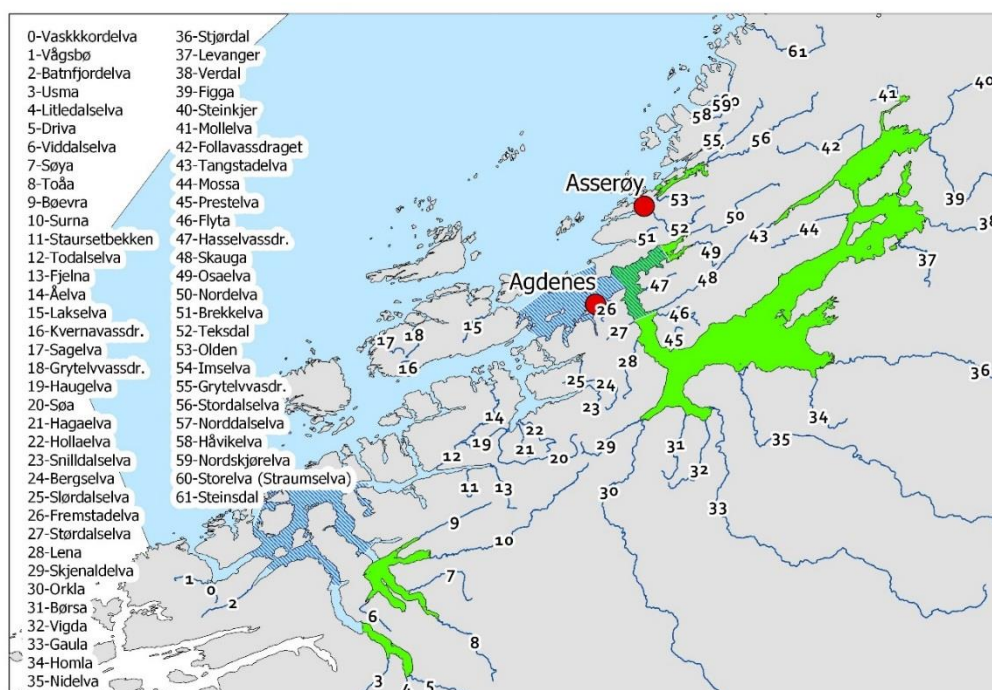 0-Vaskkkordelva
1-Vågsbø
2-Batnfjordelva
3-Usma
4-Litledalselva
5-Driva
6-Viddalselva
7-Søya
8-Toåa
9-Bøevra
10-Surna
11-Staursetbekken
12-Todalselva
13-Fjelna
14-Åelva
15-Lakselva
16-Kvernavassdr.
17-Sagelva
18-Grytelvvassdr.
19-Haugelva
20-Søa
21-Hagaelva
22-Hollaelva
23-Snilldalselva
24-Bergselva
25-Slørdalselva
26-Fremstadelva
27-Størdalselva
28-Lena
29-Skjenaldelva
30-Orkla
31-Børsa
32-Vigda
33-Gaula
34-Homla
35-Nidelva
36-Stjørdal
37-Levanger
38-Verdal
39-Figga
40-Steinkjer
41-Mollelva
42-Follavassdraget
43-Tangstadelva
44-Mossa
45-Prestelva
46-Flyta
47-Hasselvassdr.
48-Skauga
49-Osaelva
50-Nordelva
51-Brekkelva
52-Teksdal
53-Olden
54-Imselva
55-Grytelvvasdr.
56-Stordalselva
57-Norddalselva
58-Håvikelva
59-Nordskjørelva
60-Storelva (Straumselva)
61-Steinsdal
61
40
41
59
58
55
56
42
Asserøy
53
39
50
52
44
38
51
43
49
37
Agdenes
47
48
26
46
15
18
17
27
45
16
28
36
25
24
14
23
34
22
19
31
35
21
29
12
20
32
11
13
30
33
9
10
1
0
7
2
6
8
3
4
5